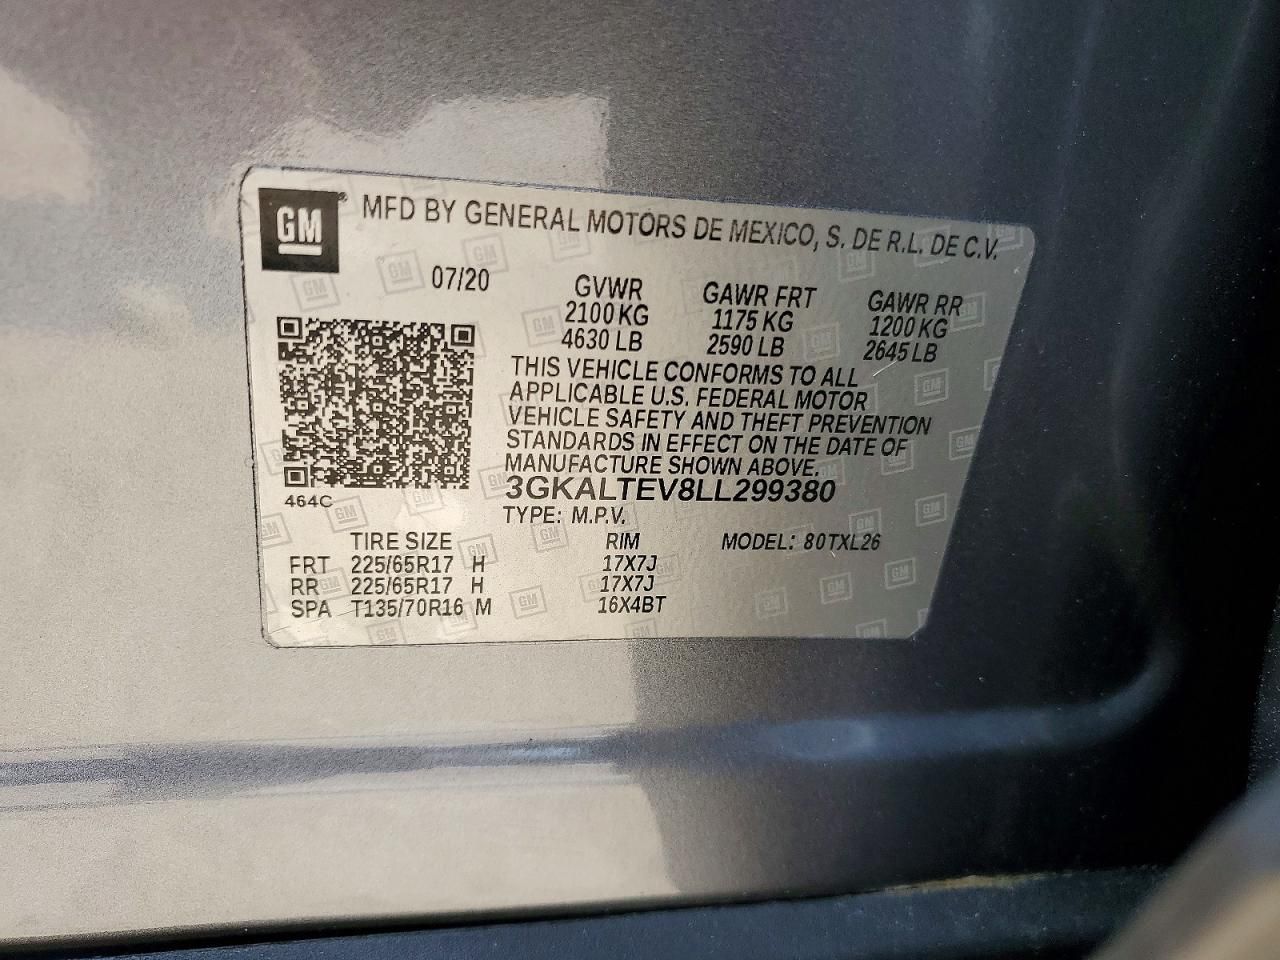 GM® MFD BY GENERAL MOTORS DE MEXICO, S. DE R.L. DE C.V.
07/20 GVWR GAWR FRT GAWR RR
2100 KG 1175 KG 1200 KG
4630 LB 2590 LB 2645 LB
THIS VEHICLE CONFORMS TO ALL
APPLICABLE U.S. FEDERAL MOTOR
VEHICLE SAFETY AND THEFT PREVENTION
STANDARDS IN EFFECT ON THE DATE OF
MANUFACTURE SHOWN ABOVE.
3GKALTEV8LL299380
464C
TYPE: M.P.V.
TIRE SIZE RIM MODEL: 80TXL26
FRT 225/65R17 H 17X7J
RR 225/65R17 H 17X7J
SPA T135/70R16 M 16X4BT